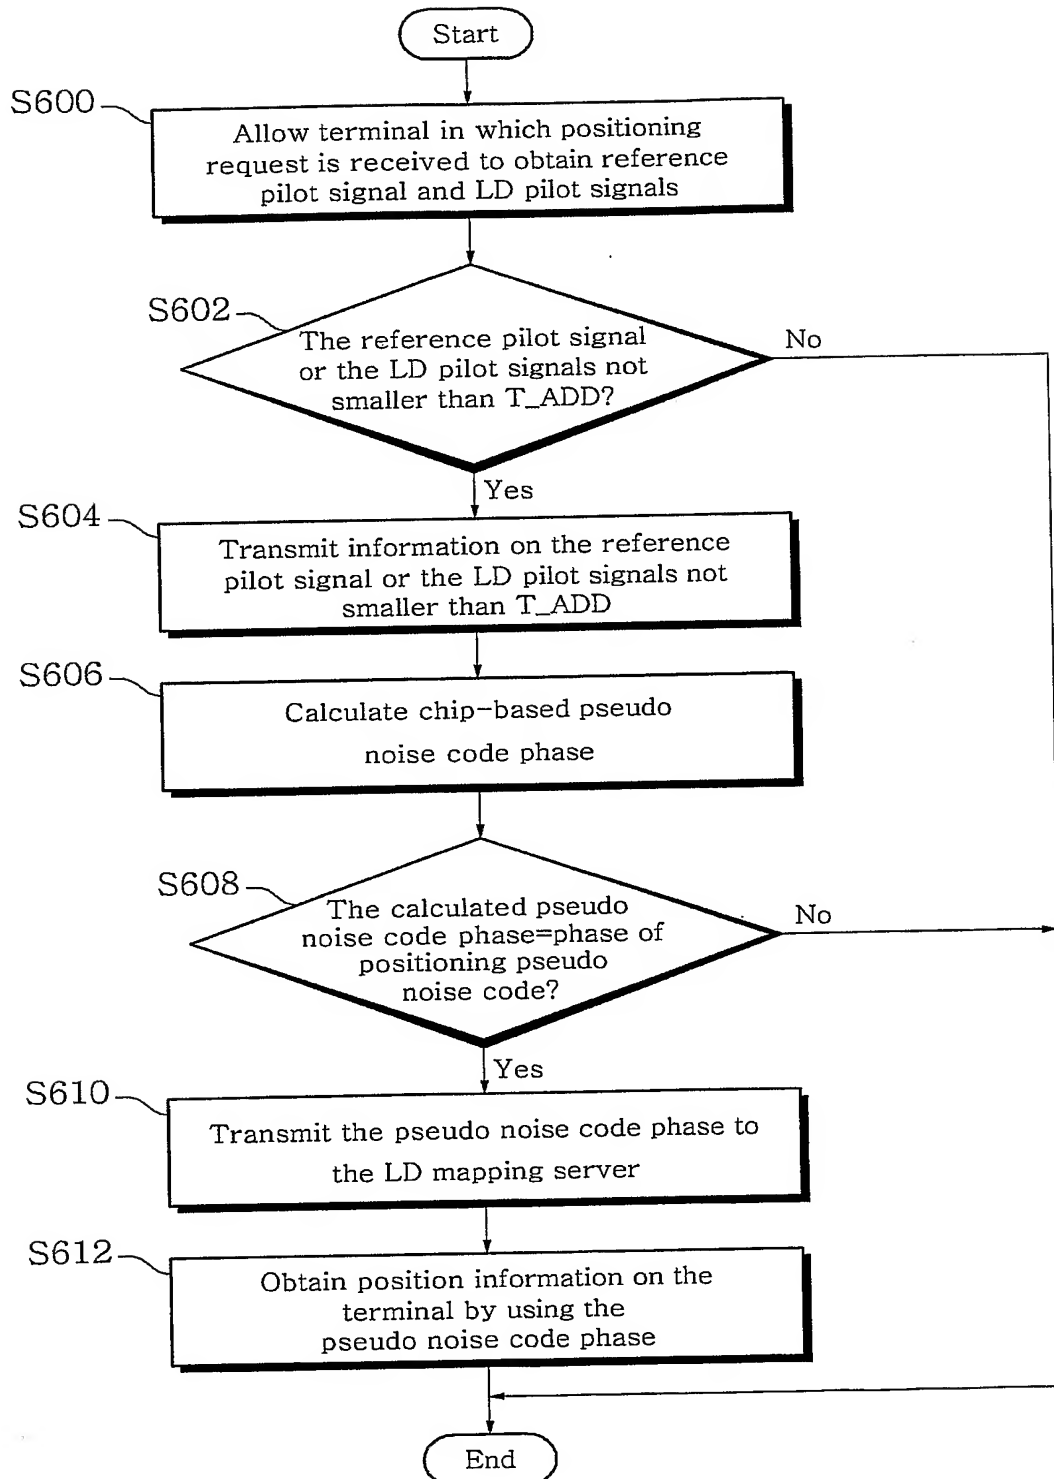 Start
S600
Allow terminal in which positioning
request is received to obtain reference
pilot signal and LD pilot signals
S602
The reference pilot signal
or the LD pilot signals not
smaller than T_ADD?
No
Yes
S604
Transmit information on the reference
pilot signal or the LD pilot signals not
smaller than T_ADD
S606
Calculate chip-based pseudo
noise code phase
S608
The calculated pseudo
noise code phase=phase of
positioning pseudo
noise code?
No
Yes
S610
Transmit the pseudo noise code phase to
the LD mapping server
S612
Obtain position information on the
terminal by using the
pseudo noise code phase
End